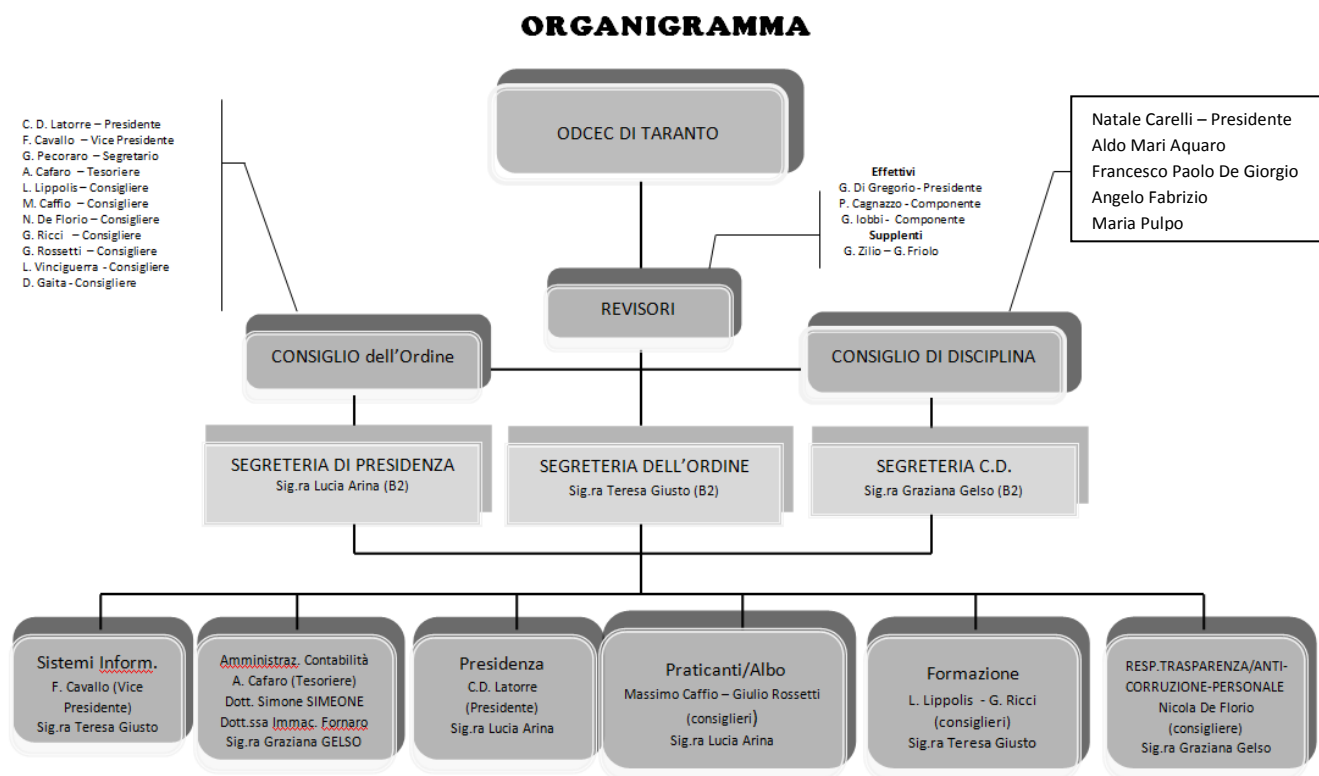 ORGANIGRAMMA
ODCEC DI TARANTO
C. D. Latorre – Presidente
F. Cavallo – Vice Presidente
G. Pecoraro – Segretario
A. Cafaro – Tesoriere
L. Lippolis – Consigliere
M. Caffio – Consigliere
N. De Florio – Consigliere
G. Ricci – Consigliere
G. Rossetti – Consigliere
L. Vinciguerra - Consigliere
D. Gaita - Consigliere
Effettivi
G. Di Gregorio - Presidente
P. Cagnazzo - Componente
G. Iobbi - Componente
Supplenti
G. Zilio – G. Friolo
Natale Carelli – Presidente
Aldo Mari Aquaro
Francesco Paolo De Giorgio
Angelo Fabrizio
Maria Pulpo
REVISORI
CONSIGLIO dell’Ordine
CONSIGLIO DI DISCIPLINA
SEGRETERIA DI PRESIDENZA
Sig.ra Lucia Arina (B2)
SEGRETERIA DELL’ORDINE
Sig.ra Teresa Giusto (B2)
SEGRETERIA C.D.
Sig.ra Graziana Gelso (B2)
Sistemi Inform.
F. Cavallo (Vice
Presidente)
Sig.ra Teresa Giusto
Amministraz. Contabilità
A. Cafaro (Tesoriere)
Dott. Simone SIMEONE
Dott.ssa Immac. Fornaro
Sig.ra Graziana GELSO
Presidenza
C.D. Latorre
(Presidente)
Sig.ra Lucia Arina
Praticanti/Albo
Massimo Caffio – Giulio Rossetti
(consiglieri)
Sig.ra Lucia Arina
Formazione
L. Lippolis - G. Ricci
(consiglieri)
Sig.ra Teresa Giusto
RESP.TRASPARENZA/ANTI-
CORRUZIONE-PERSONALE
Nicola De Florio
(consigliere)
Sig.ra Graziana Gelso